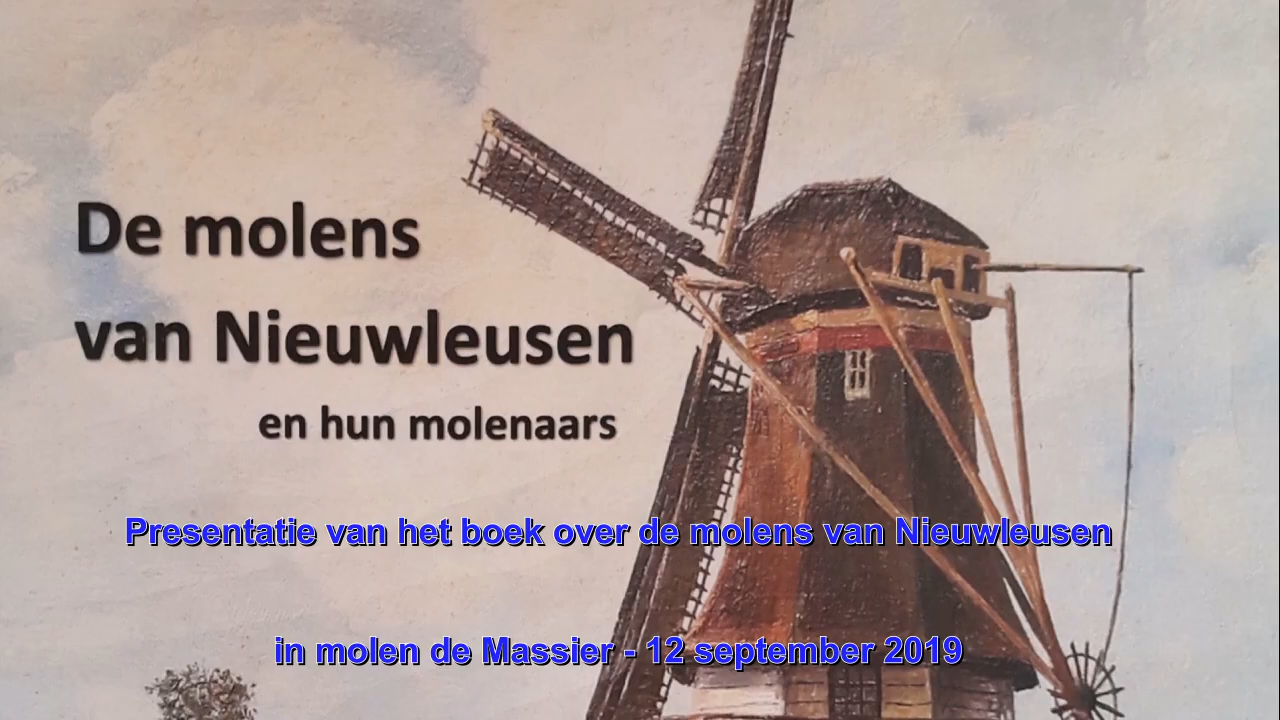 De molens
van Nieuwleusen
en hun molenaars
Presentatie van het boek over de molens van Nieuwleusen
in molen de Massier - 12 september 2019